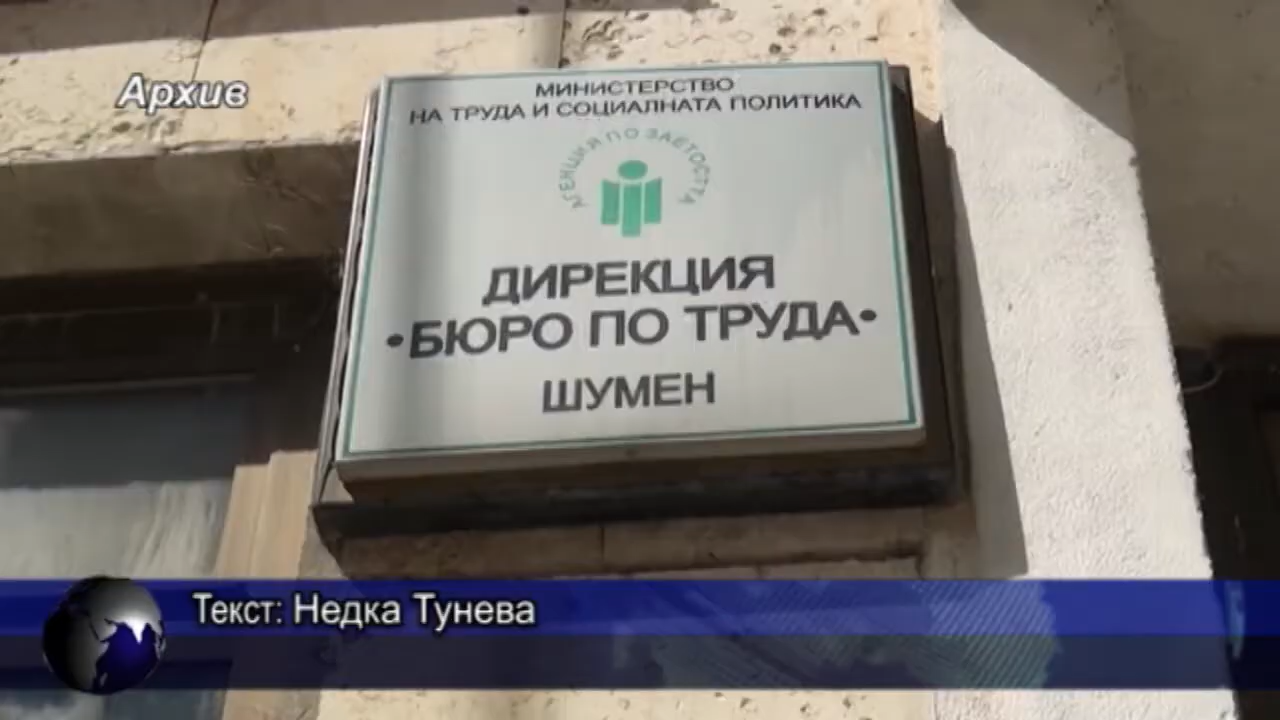 Архив
МИНИСТЕРСТВО
НА ТРУДА И СОЦИАЛНАТА ПОЛИТИКА
АГЕНЦИЯ ПО ЗАЕТОСТТА
ДИРЕКЦИЯ
•БЮРО ПО ТРУДА•
ШУМЕН
Текст: Недка Тунева